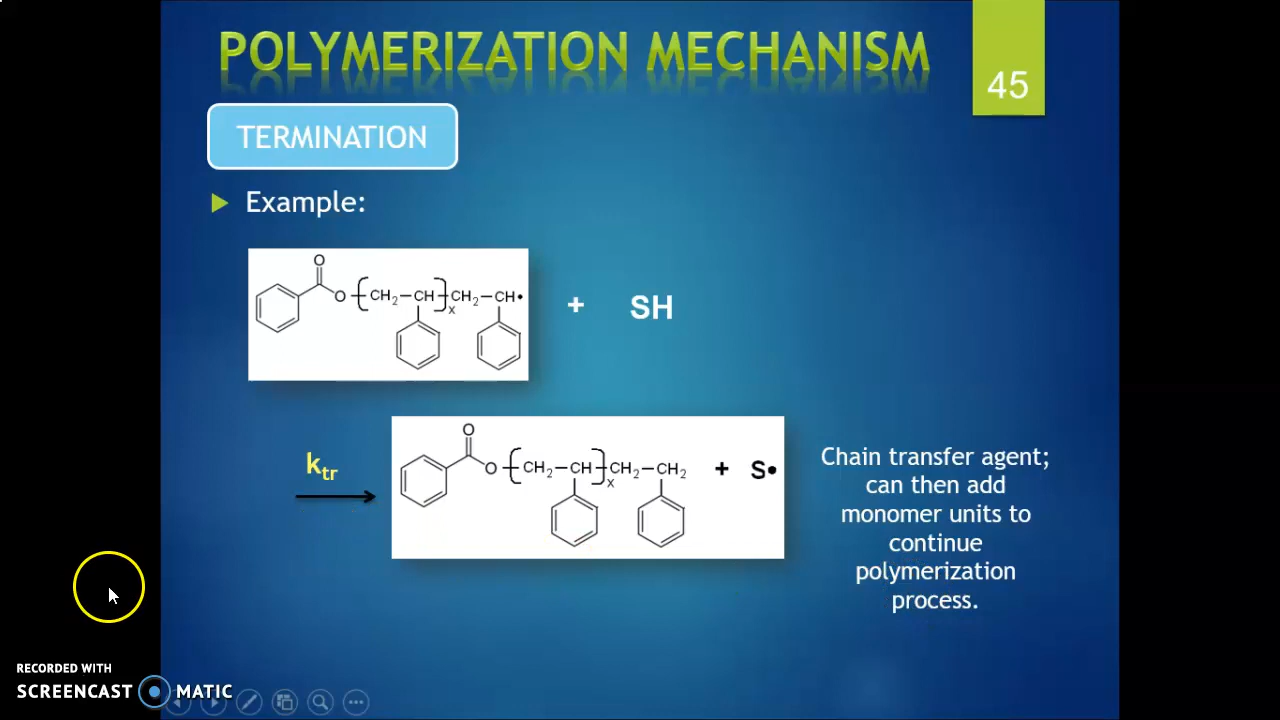 POLYMERIZATION MECHANISM
45
TERMINATION
Example:
O
O
CH2
CH
x
CH2
CH•
+
SH
ktr
O
O
CH2
CH
x
CH2
CH2
+
S•
Chain transfer agent;
can then add
monomer units to
continue
polymerization
process.
RECORDED WITH
SCREENCAST MATIC